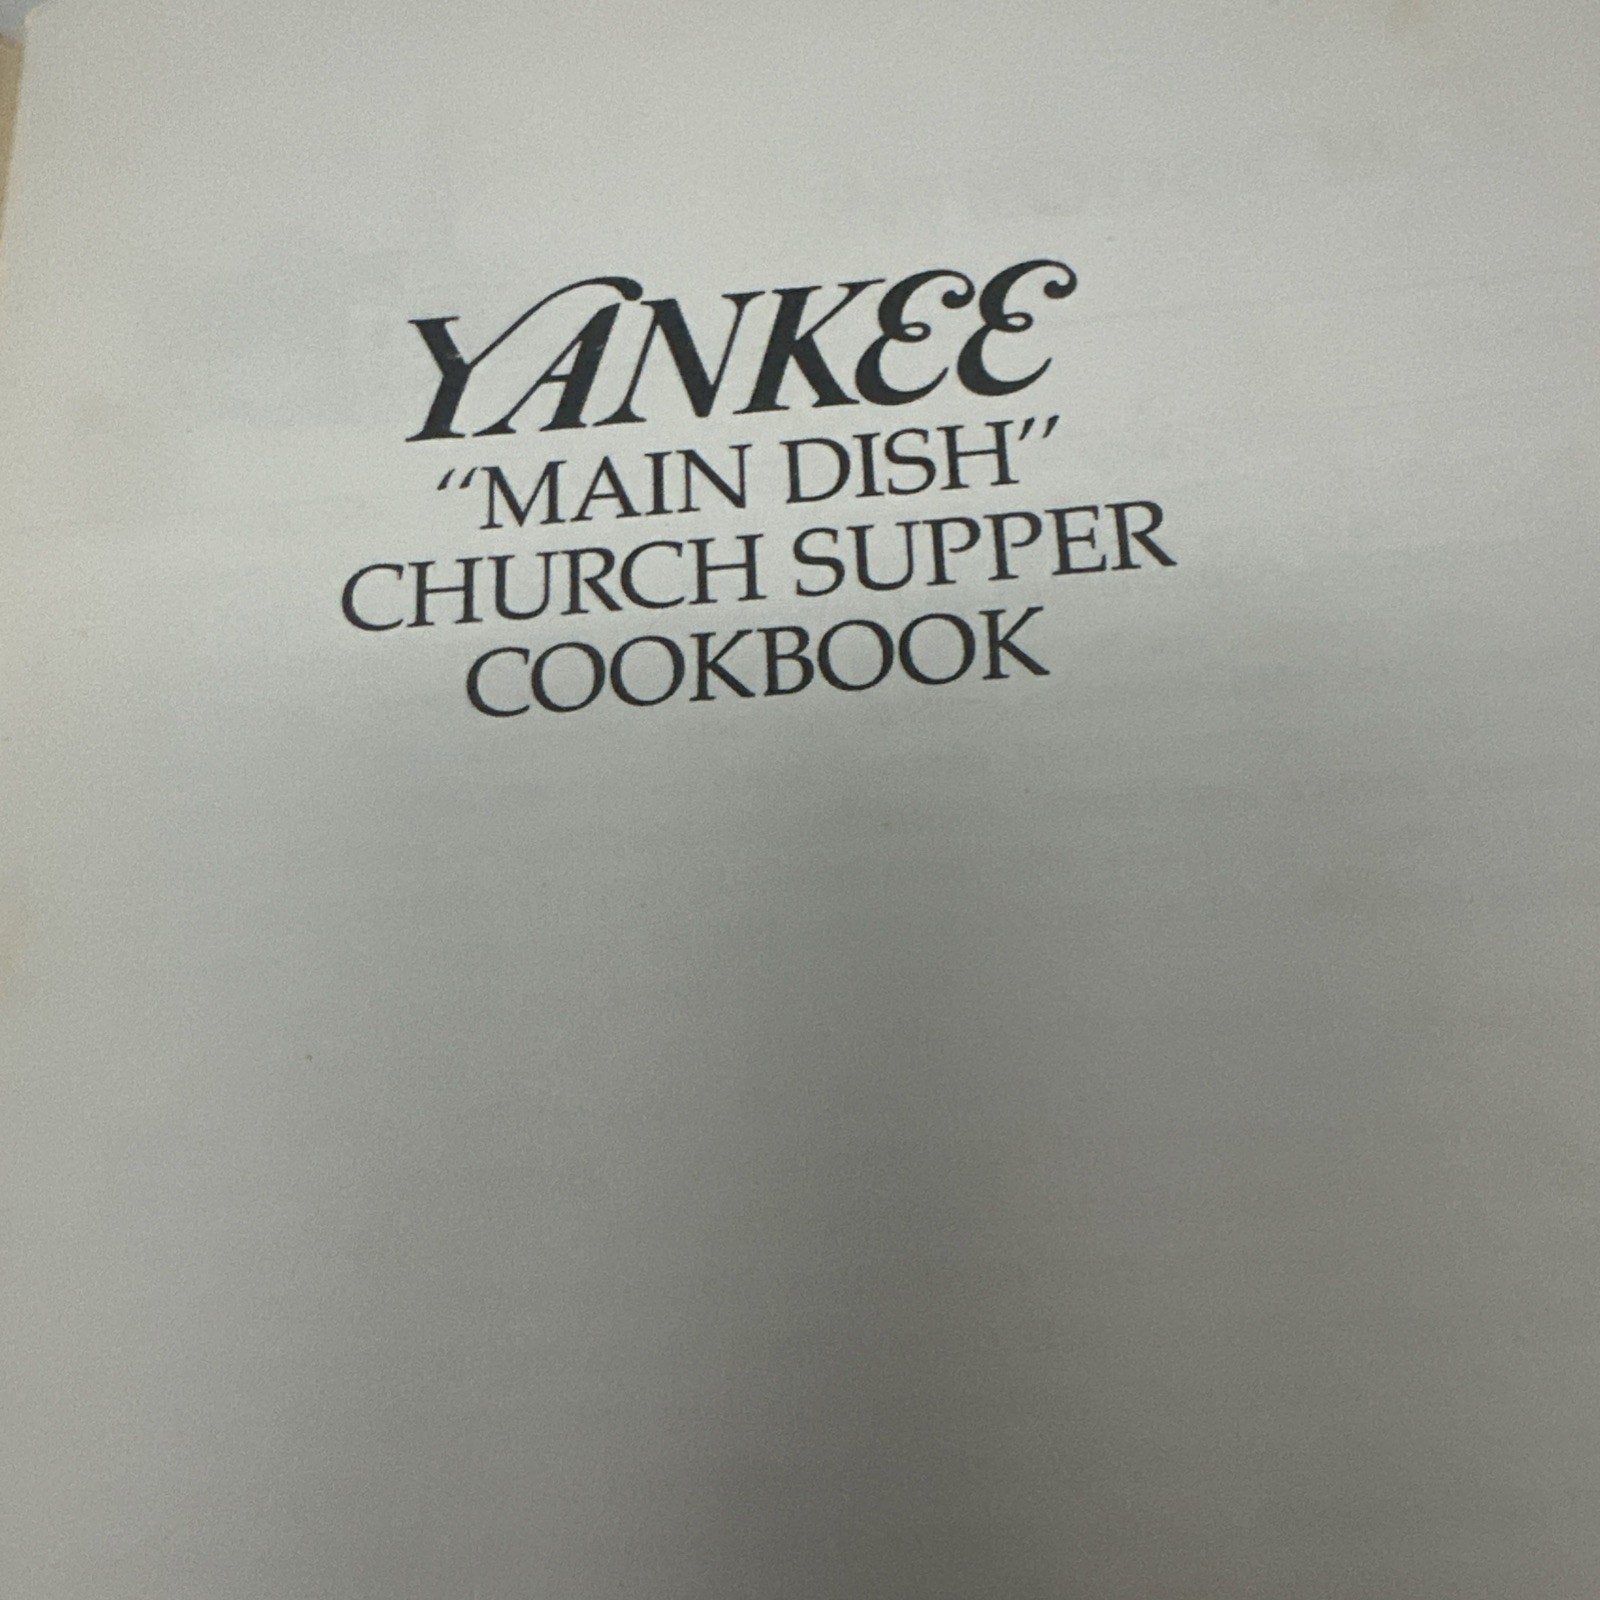 YANKEE
"MAIN DISH"
CHURCH SUPPER
COOKBOOK